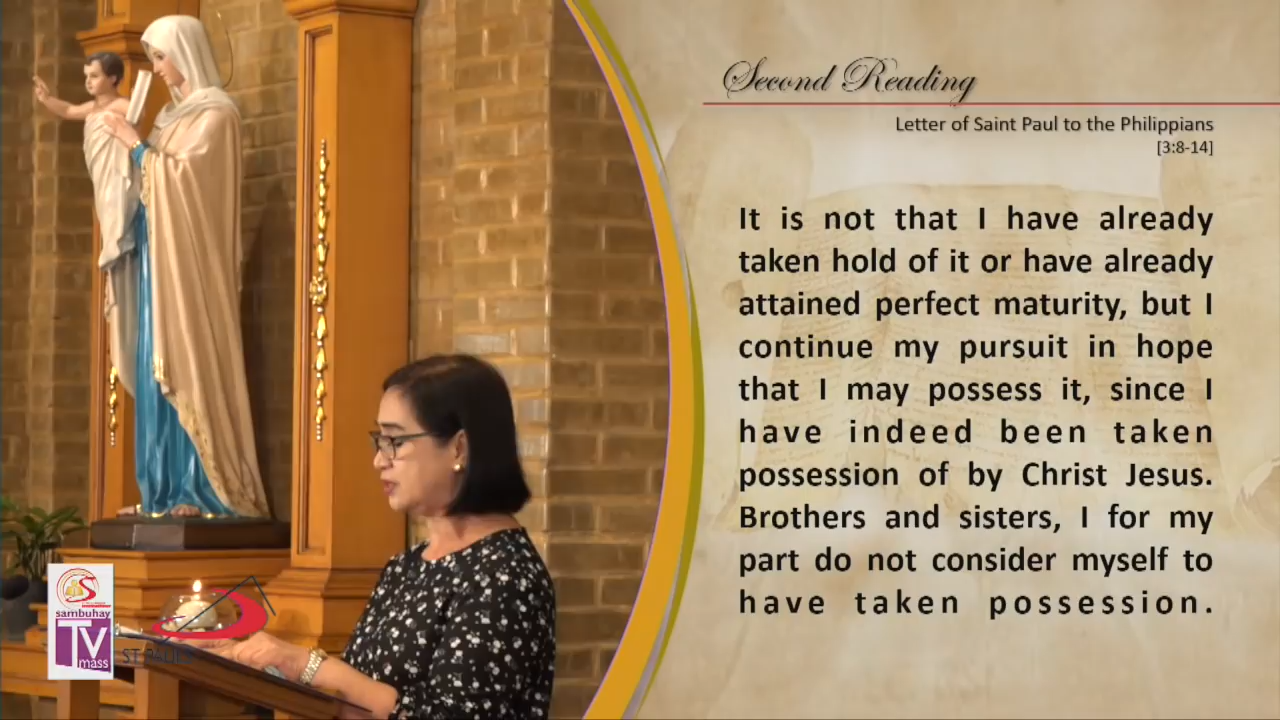 Second Reading
Letter of Saint Paul to the Philippians
[3:8-14]
It is not that I have already
taken hold of it or have already
attained perfect maturity, but I
continue my pursuit in hope
that I may possess it, since I
have indeed been taken
possession of by Christ Jesus.
Brothers and sisters, I for my
part do not consider myself to
have taken possession.
sambuhay
TV
mass
ST PAULS